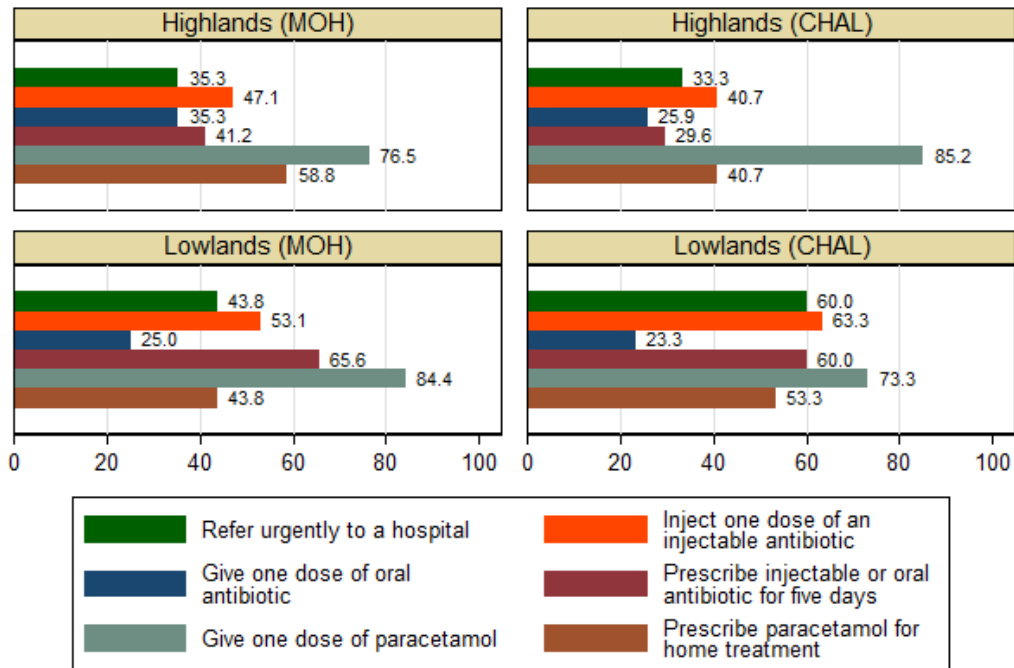 Highlands (MOH)
35.3
47.1
35.3
41.2
76.5
58.8
Highlands (CHAL)
33.3
40.7
25.9
29.6
85.2
40.7
Lowlands (MOH)
43.8
53.1
25.0
65.6
84.4
43.8
0 20 40 60 80 100
Lowlands (CHAL)
60.0
63.3
23.3
60.0
73.3
53.3
0 20 40 60 80 100
Refer urgently to a hospital
Inject one dose of an
injectable antibiotic
Give one dose of oral
antibiotic
Prescribe injectable or oral
antibiotic for five days
Give one dose of paracetamol
Prescribe paracetamol for
home treatment